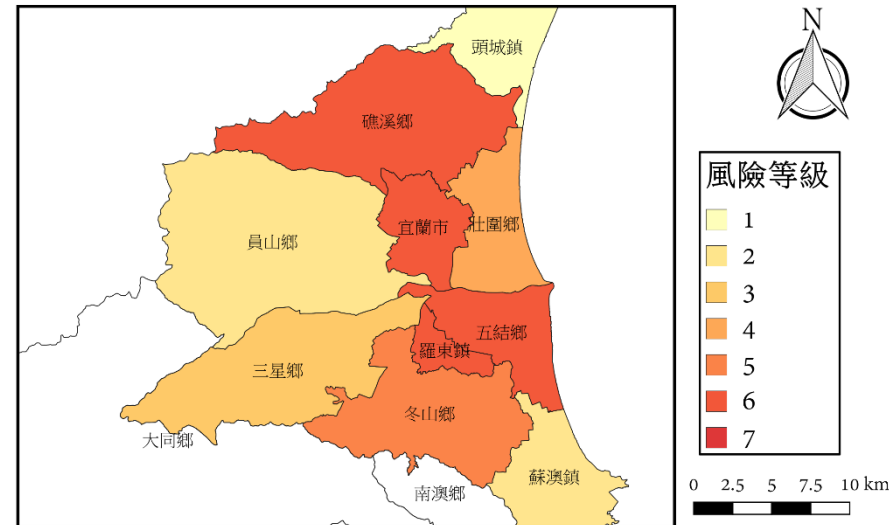 頭城鎮
N
礁溪鄉
風險等級
1
2
3
4
5
6
7
宜蘭市
壯圍鄉
員山鄉
五結鄉
羅東鎮
三星鄉
冬山鄉
大同鄉
蘇澳鎮
南澳鄉
0 2.5 5 7.5 10 km